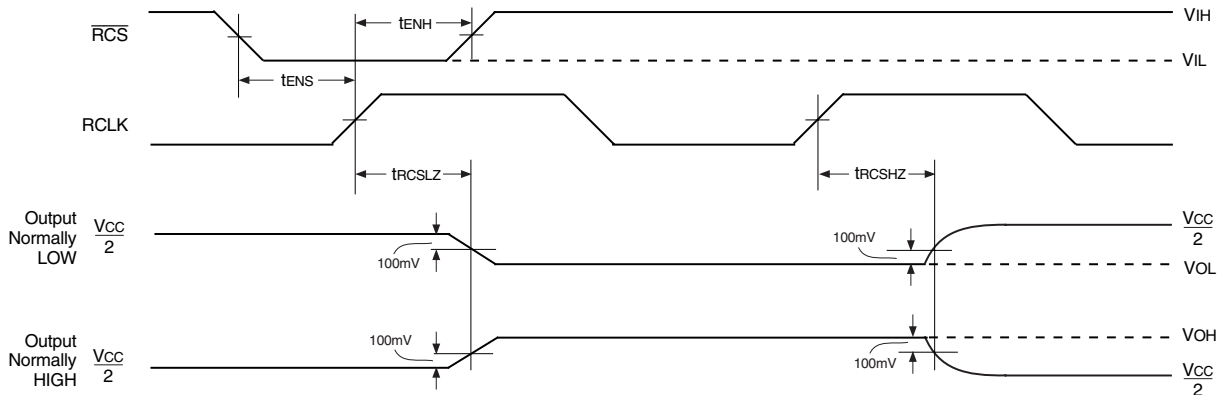 tENH
VIH
RCS
VIL
tENS
RCLK
tRCSLZ
tRCSHZ
Output
Normally
LOW
VCC
2
100mV
100mV
VCC
2
VOL
Output
Normally
HIGH
VCC
2
100mV
100mV
VOH
VCC
2